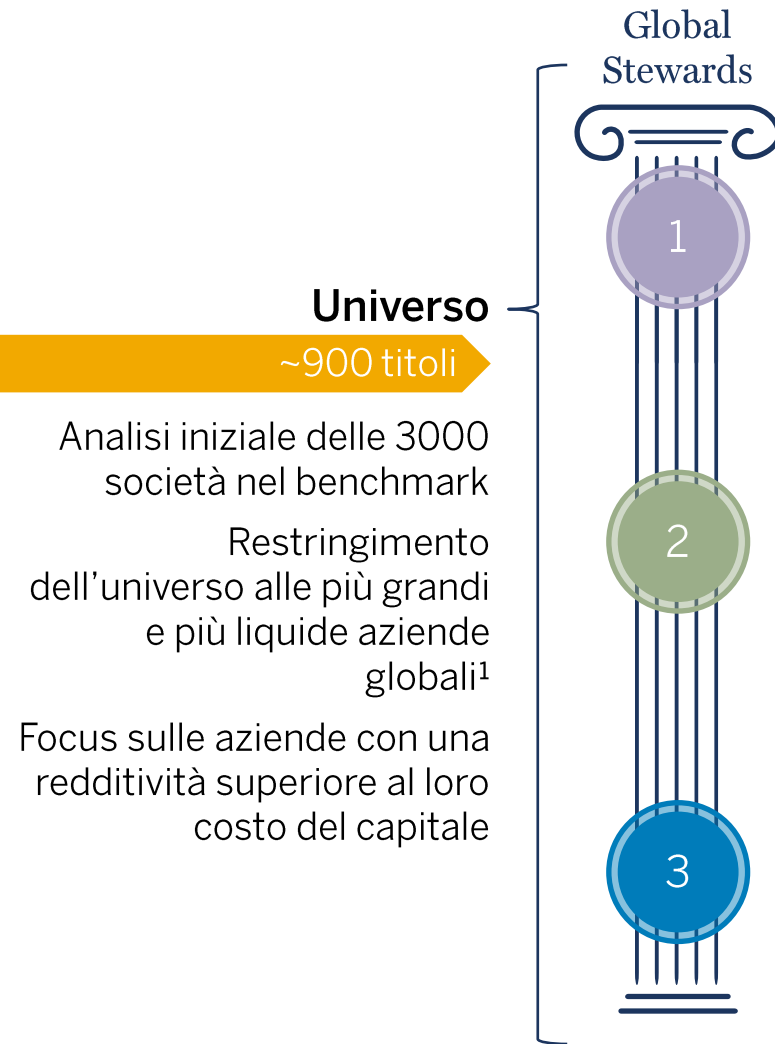 Global
Stewards
1
Universo
~900 titoli
Analisi iniziale delle 3000
società nel benchmark
Restringimento
dell’universo alle più grandi
e più liquide aziende
globali¹
Focus sulle aziende con una
redditività superiore al loro
costo del capitale
2
3